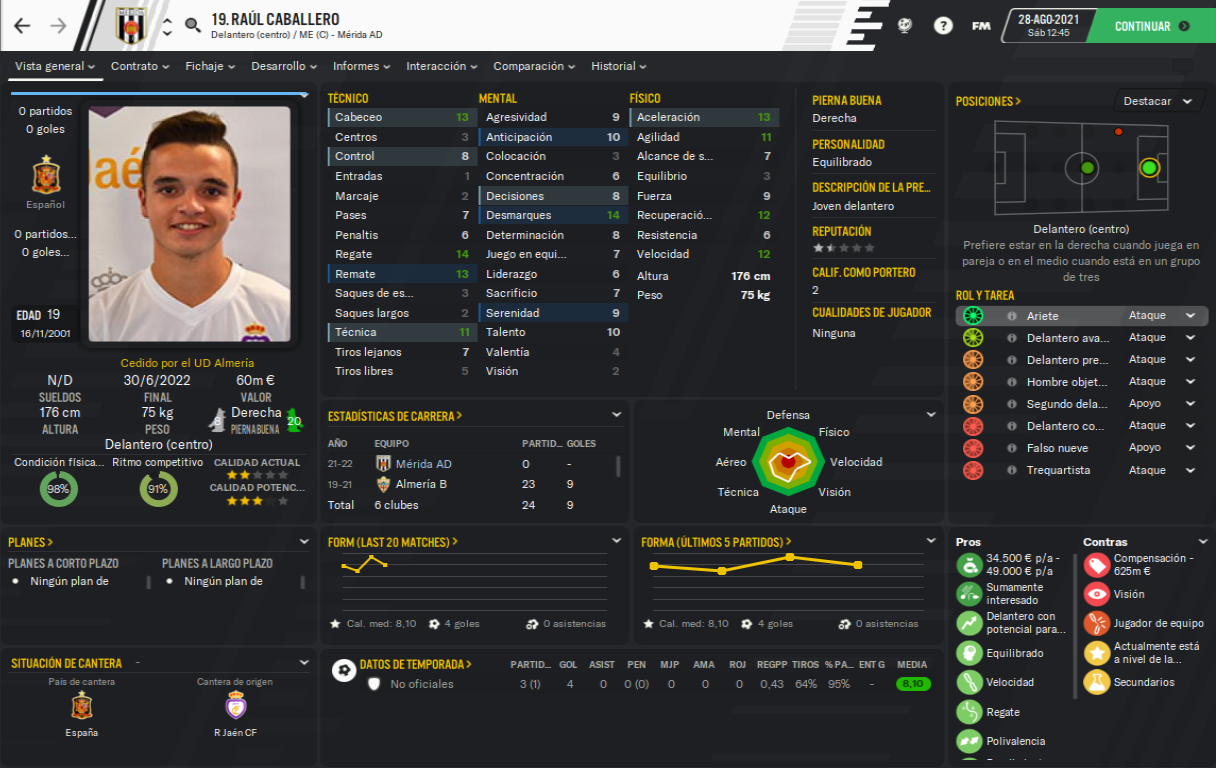 19. RAÚL CABALLERO
Delantero (centro) / ME (C) - Mérida AD
?
FM
28-AGO-2021
Sáb 12:45
CONTINUAR
Vista general
Contrato
Fichaje
Desarrollo
Informes
Interacción
Comparación
Historial
0 partidos
0 goles
Español
0 partidos...
0 goles...
EDAD 19
16/11/2001
Cedido por el UD Almería
N/D 30/6/2022 60m €
SUELDOS FINAL VALOR
176 cm 75 kg 8 Derecha 20
ALTURA PESO PIERNA BUENA
Delantero (centro)
Condición física... Ritmo competitivo CALIDAD ACTUAL
98% 91%
CALIDAD POTENC...
TÉCNICO
Cabeceo 13
Centros 3
Control 8
Entradas 1
Marcaje 2
Pases 7
Penaltis 6
Regate 14
Remate 13
Saques de es... 3
Saques largos 2
Técnica 11
Tiros lejanos 7
Tiros libres 5
MENTAL
Agresividad 9
Anticipación 10
Colocación 3
Concentración 6
Decisiones 8
Desmarques 14
Determinación 8
Juego en equi... 7
Liderazgo 6
Sacrificio 7
Serenidad 9
Talento 10
Valentía 4
Visión 2
FÍSICO
Aceleración 13
Agilidad 11
Alcance de s... 7
Equilibrio 3
Fuerza 9
Recuperació... 12
Resistencia 6
Velocidad 12
Altura 176 cm
Peso 75 kg
PIERNA BUENA
Derecha
PERSONALIDAD
Equilibrado
DESCRIPCIÓN DE LA PRE...
Joven delantero
REPUTACIÓN
CALIF. COMO PORTERO
2
CUALIDADES DE JUGADOR
Ninguna
POSICIONES >
Destacar
Delantero (centro)
Prefiere estar en la derecha cuando juega en
pareja o en el medio cuando está en un grupo
de tres
ROL Y TAREA
Ariete Ataque
Delantero ava... Ataque
Delantero pre... Ataque
Hombre objet... Ataque
Segundo dela... Apoyo
Delantero co... Ataque
Falso nueve Apoyo
Trequartista Ataque
ESTADÍSTICAS DE CARRERA >
AÑO EQUIPO PARTID... GOLES
21-22 Mérida AD 0 -
19-21 Almería B 23 9
Total 6 clubes 24 9
Defensa
Mental Físico
Aéreo Velocidad
Técnica Visión
Ataque
PLANES >
PLANES A CORTO PLAZO PLANES A LARGO PLAZO
Ningún plan de Ningún plan de
FORM (LAST 20 MATCHES) >
Cal. med: 8,10 4 goles 0 asistencias
FORMA (ÚLTIMOS 5 PARTIDOS) >
Cal. med: 8,10 4 goles 0 asistencias
Pros
34.500 € p/a -
49.000 € p/a
Sumamente
interesado
Delantero con
potencial para...
Equilibrado
Velocidad
Regate
Polivalencia
Contras
Compensación -
625m €
Visión
Jugador de equipo
Actualmente está
a nivel de la...
Secundarios
SITUACIÓN DE CANTERA -
País de cantera Cantera de origen
España R Jaén CF
DATOS DE TEMPORADA > PARTID... GOL ASIST PEN MJP AMA ROJ REGPP TIROS % PA... ENT G MEDIA
No oficiales 3 (1) 4 0 0 (0) 0 0 0 0,43 64% 95% - 8,10